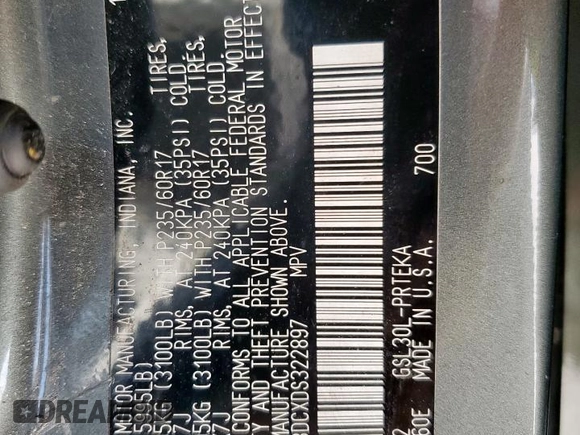 MOTOR MANUFACTURING, INDIANA, INC.
5995LB)
5KG (3100LB) WITH P235/60R17 TIRES,
7J RIMS, AT 240KPA (35PSI) COLD.
5KG (3100LB) WITH P235/60R17 TIRES,
7J RIMS, AT 240KPA (35PSI) COLD.
CONFORMS TO ALL APPLICABLE FEDERAL MOTOR
Y AND THEFT PREVENTION STANDARDS IN EFFECT
MANUFACTURE SHOWN ABOVE.
DCXDS322897 MPV
2 GSL30L-PRTEKA 700
60E MADE IN U.S.A.